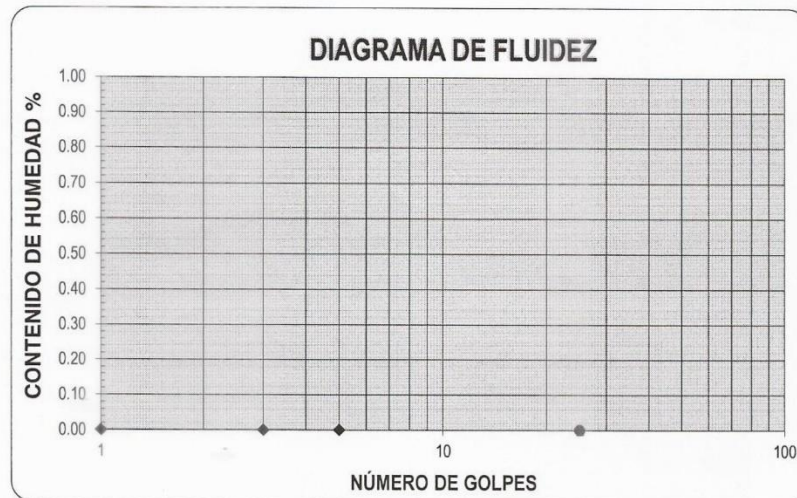 DIAGRAMA DE FLUIDEZ
CONTENIDO DE HUMEDAD %
1.00
0.90
0.80
0.70
0.60
0.50
0.40
0.30
0.20
0.10
0.00
1 10 100
NÚMERO DE GOLPES